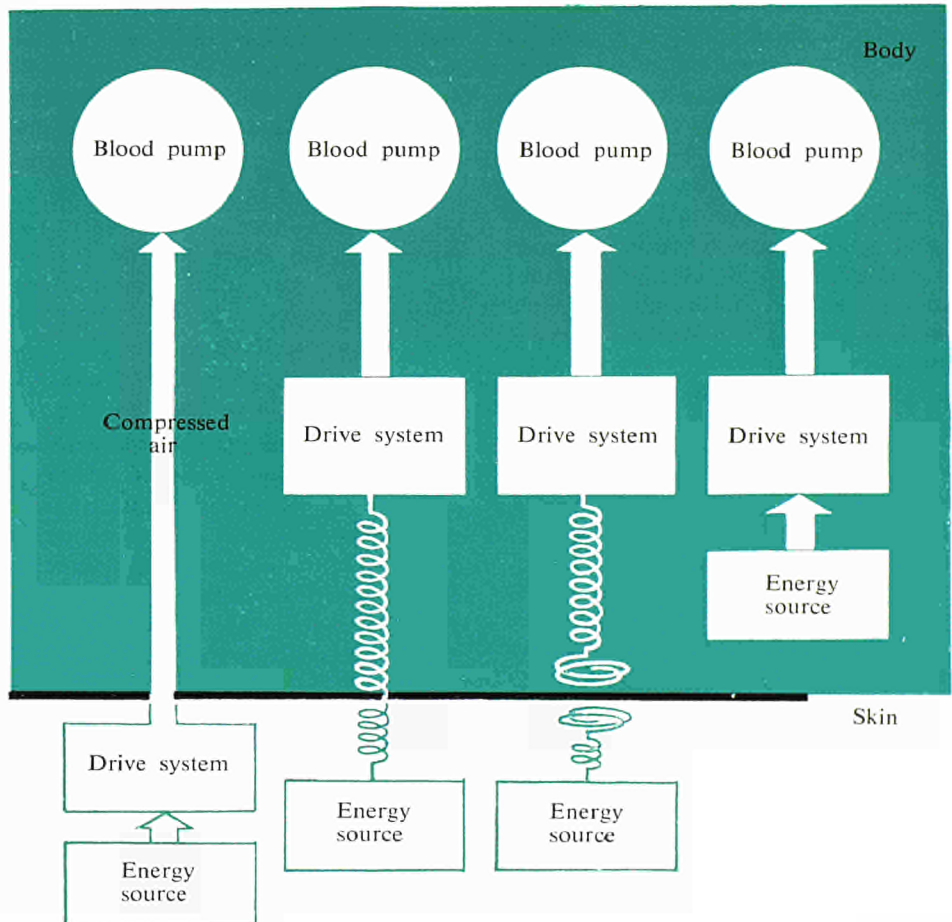 Body
Blood pump
Blood pump
Blood pump
Blood pump
Compressed
air
Drive system
Drive system
Drive system
Energy
source
Skin
Drive system
Energy
source
Energy
source
Energy
source